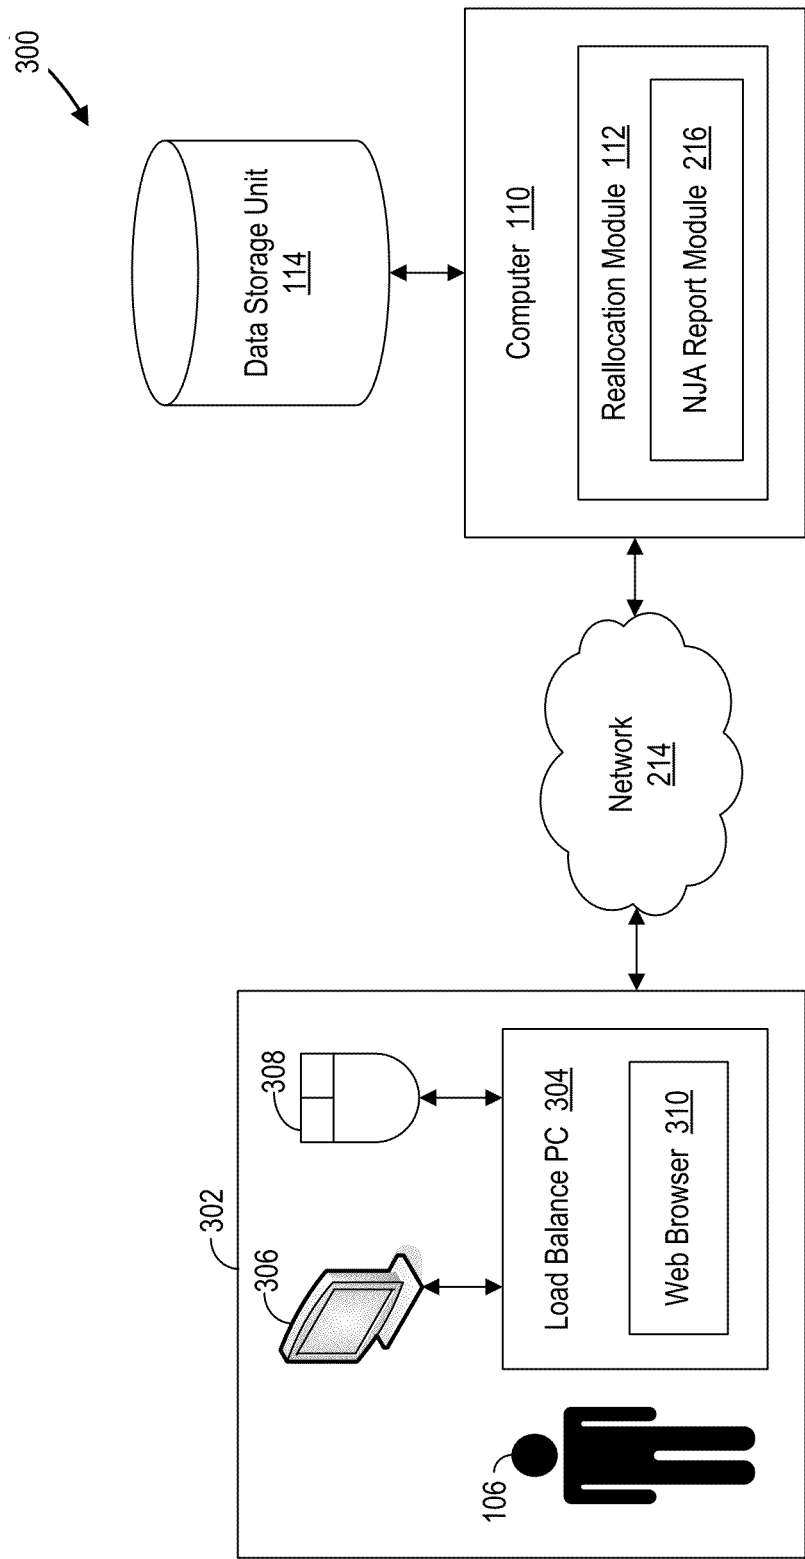 300
Data Storage Unit
114
Computer 110
Reallocation Module 112
NJA Report Module 216
Network
214
302
306
308
Load Balance PC 304
Web Browser 310
106